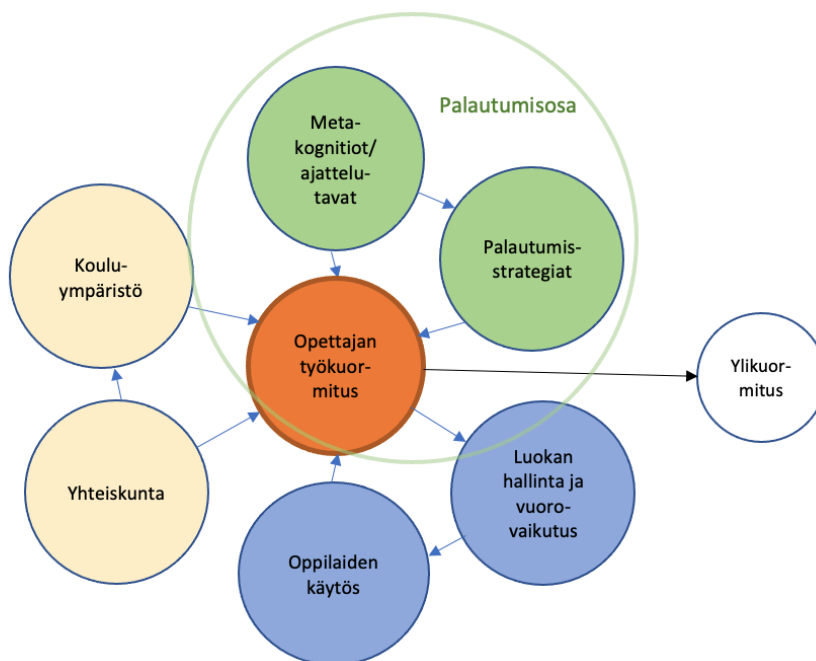 Palautumisosa
Meta-
kognitiot/
ajattelu-
tavat
Palautumis-
strategiat
Koulu-
ympäristö
Opettajan
työkuor-
mitus
Ylikuor-
mitus
Yhteiskunta
Luokan
hallinta ja
vuoro-
vaikutus
Oppilaiden
käytös